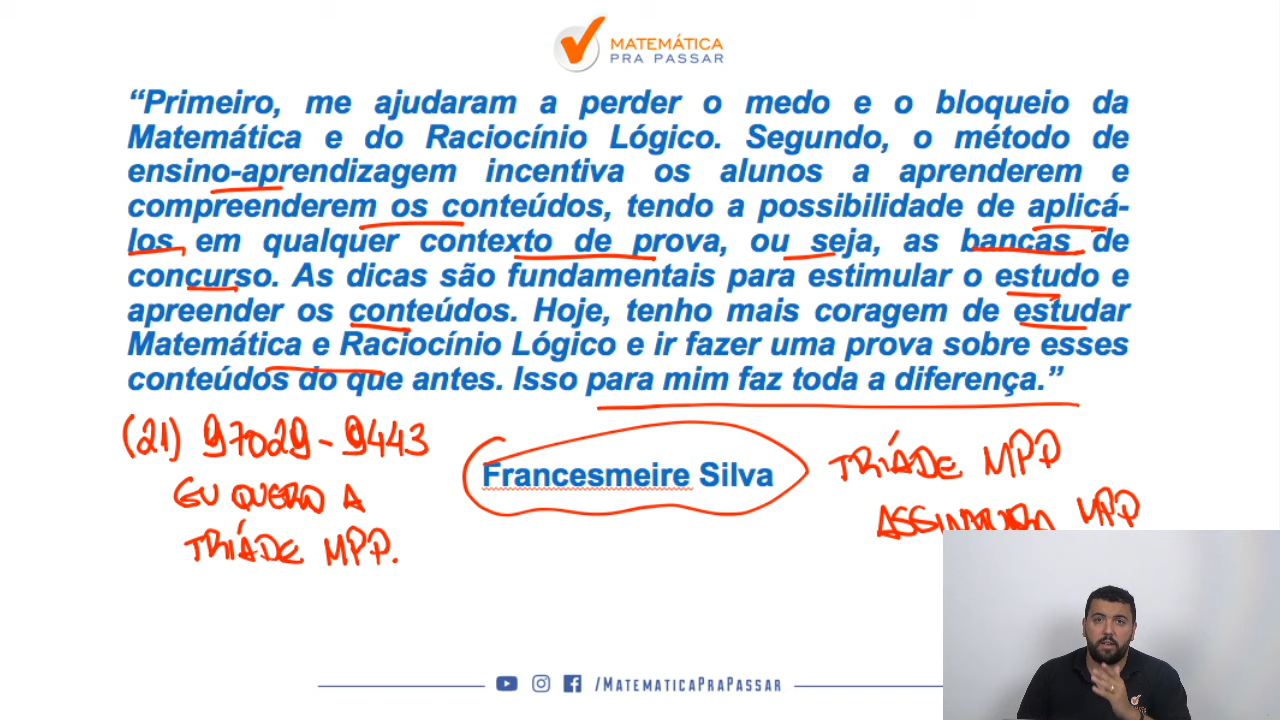 MATEMÁTICA
PRA PASSAR
“Primeiro, me ajudaram a perder o medo e o bloqueio da
Matemática e do Raciocínio Lógico. Segundo, o método de
ensino-aprendizagem incentiva os alunos a aprenderem e
compreenderem os conteúdos, tendo a possibilidade de aplicá-
los em qualquer contexto de prova, ou seja, as bancas de
concurso. As dicas são fundamentais para estimular o estudo e
apreender os conteúdos. Hoje, tenho mais coragem de estudar
Matemática e Raciocínio Lógico e ir fazer uma prova sobre esses
conteúdos do que antes. Isso para mim faz toda a diferença.”
(21) 97029-9443
EU QUERO A
TRÍADE MPP.
Francesmeire Silva
TRÍADE MPP
ASSINATURA MPP
/MATEMATICAPRAPASSAR